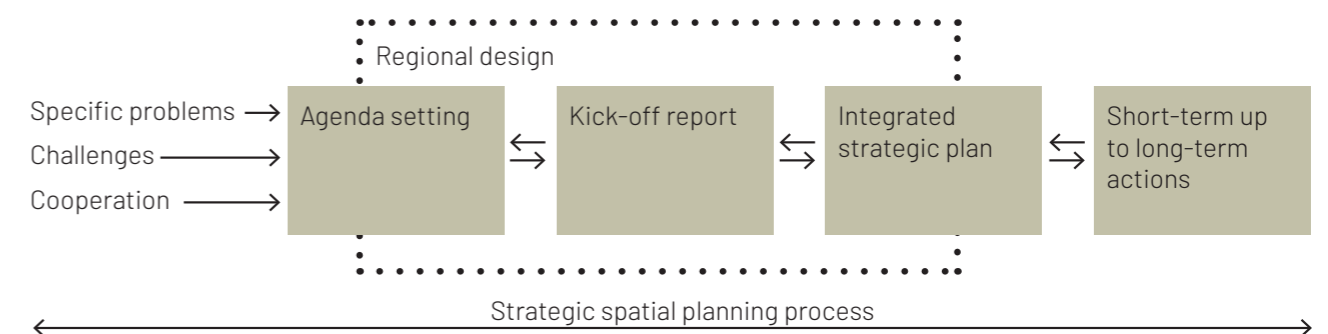 Regional design
Specific problems
Challenges
Cooperation
Agenda setting
Kick-off report
Integrated
strategic plan
Short-term up
to long-term
actions
Strategic spatial planning process